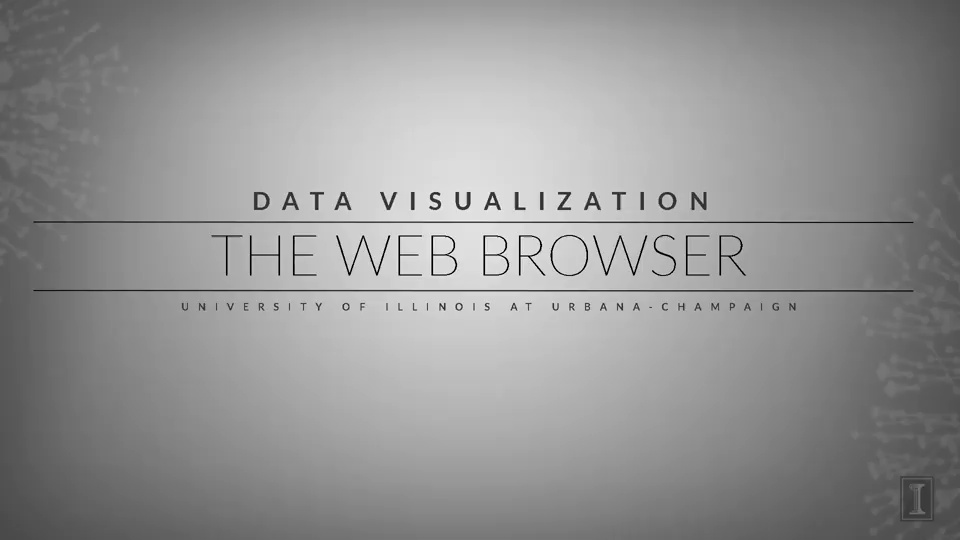 DATA VISUALIZATION
THE WEB BROWSER
UNIVERSITY OF ILLINOIS AT URBANA-CHAMPAIGN
I